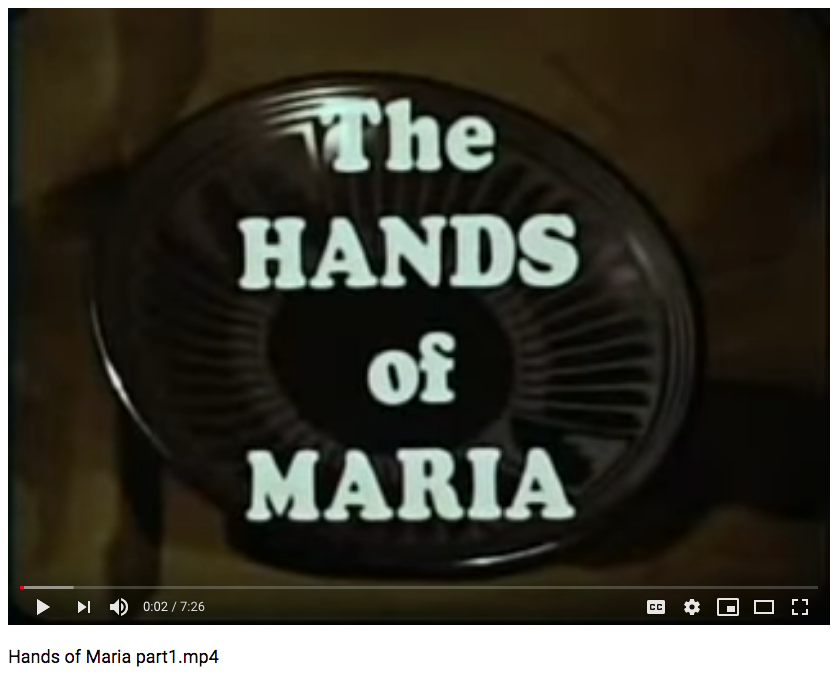 The
HANDS
of
MARIA
0:02 / 7:26
CC
Hands of Maria part1.mp4